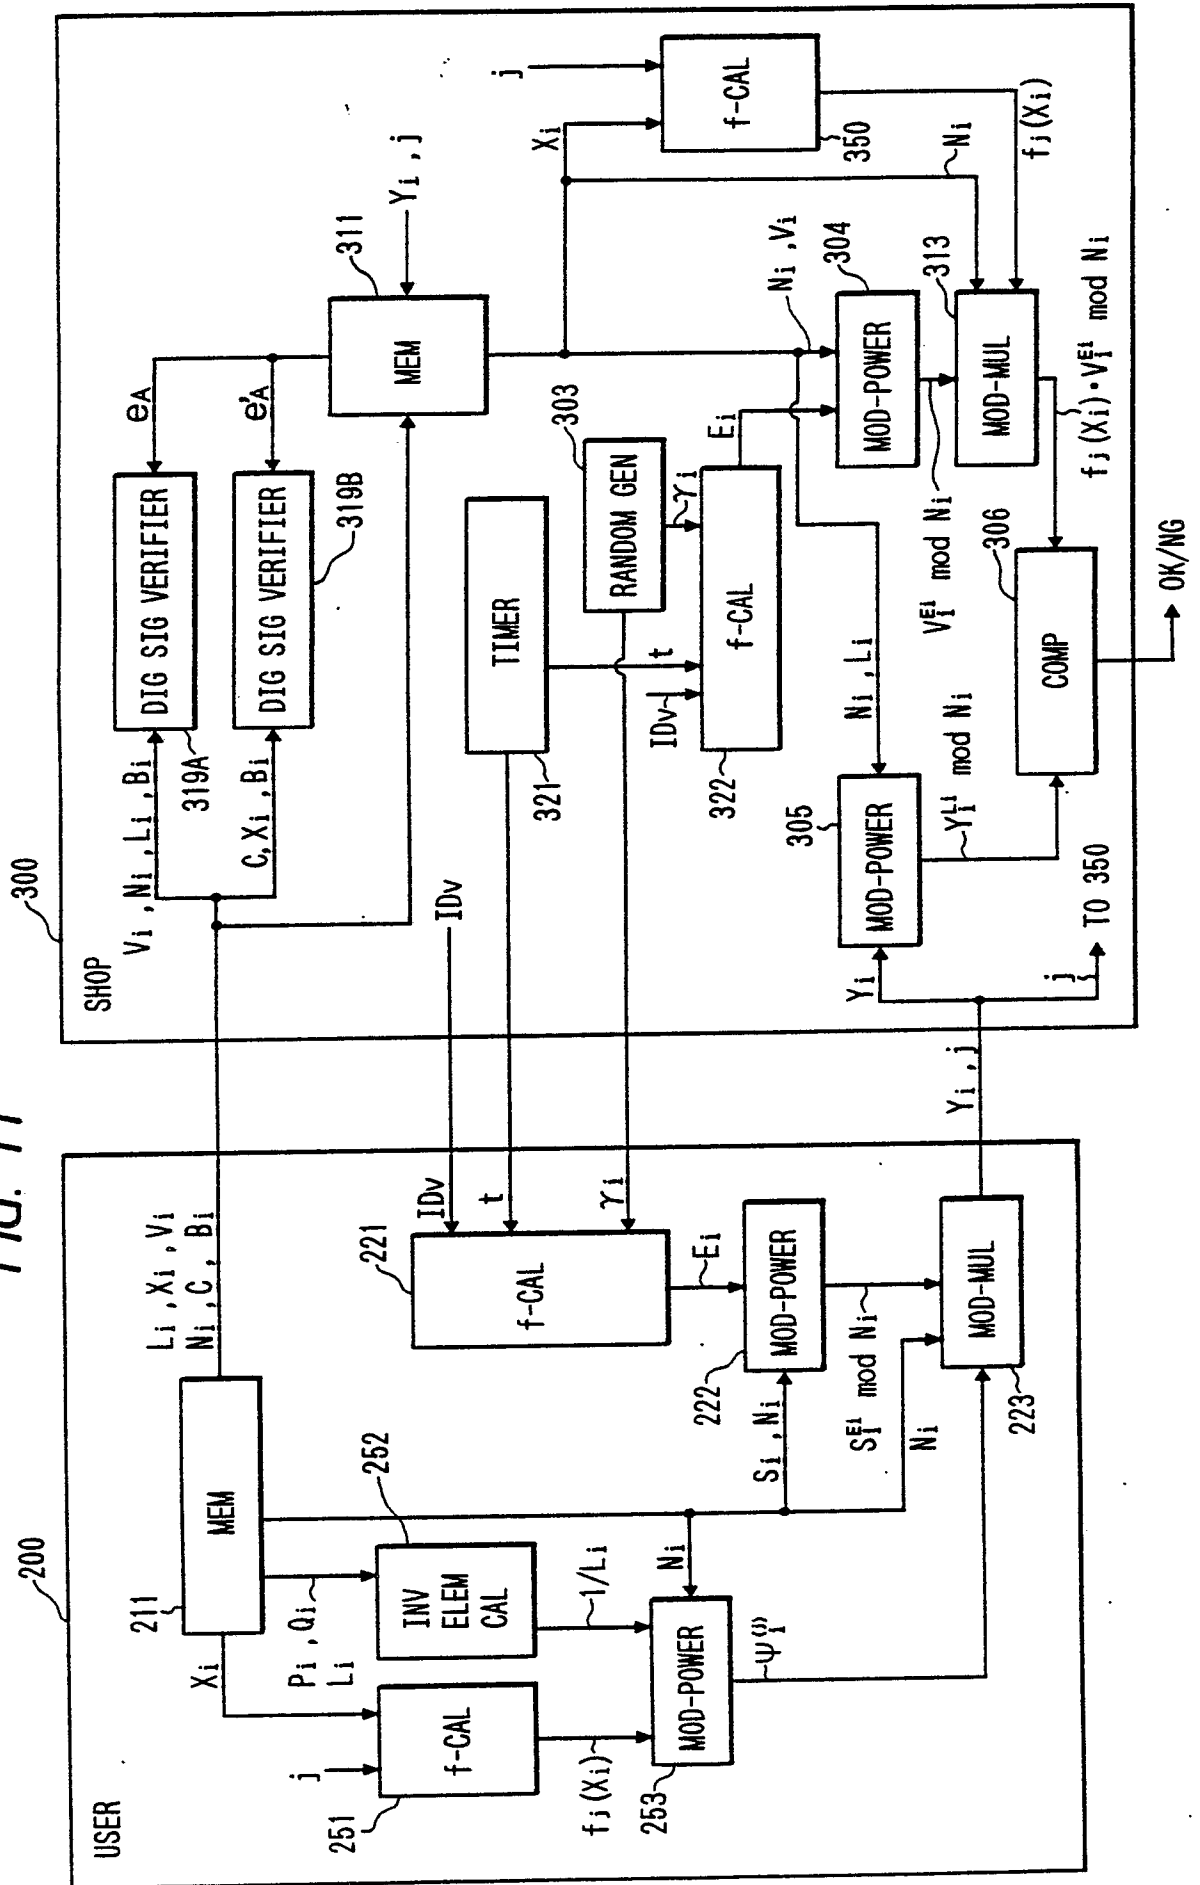 FIG. 11
200
USER
MEM
211
Li , Xi , Vi
Ni , C , Bi
Xi
Pi , Qi
Li
252
INV
ELEM
CAL
j
f-CAL
251
fj(Xi)
1/Li
Ni
MOD-POWER
253
Ψi(j)
IDv
t
γi
221
f-CAL
Ei
Si , Ni
222
MOD-POWER
Si^Ei mod Ni
Ni
MOD-MUL
223
Yi , j
300
SHOP
Vi , Ni , Li , Bi
C , Xi , Bi
DIG SIG VERIFIER
319A
DIG SIG VERIFIER
319B
eA
e'A
MEM
311
Yi , j
IDv
TIMER
321
303
RANDOM GEN
γi
t
IDv
f-CAL
322
Ei
Xi
j
f-CAL
350
Ni
fj(Xi)
Ni , Vi
304
MOD-POWER
Vi^Ei mod Ni
313
MOD-MUL
fj(Xi)·Vi^Ei mod Ni
Ni , Li
305
MOD-POWER
Yi
Yi^Li mod Ni
306
COMP
OK/NG
j
TO 350